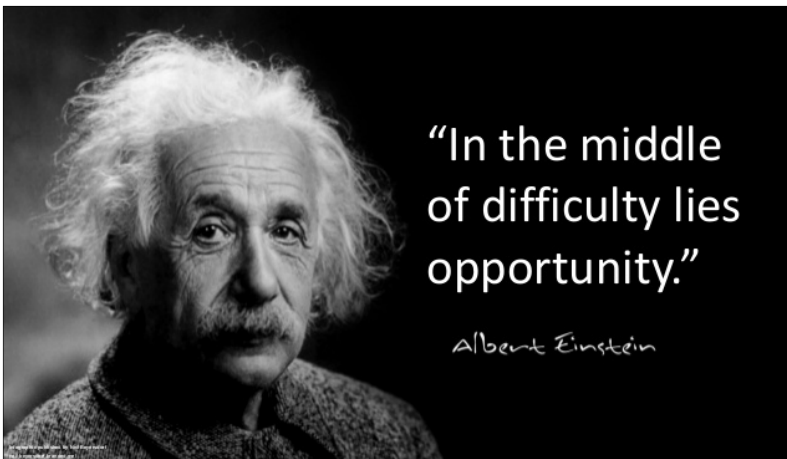 “In the middle
of difficulty lies
opportunity.”
Albert Einstein